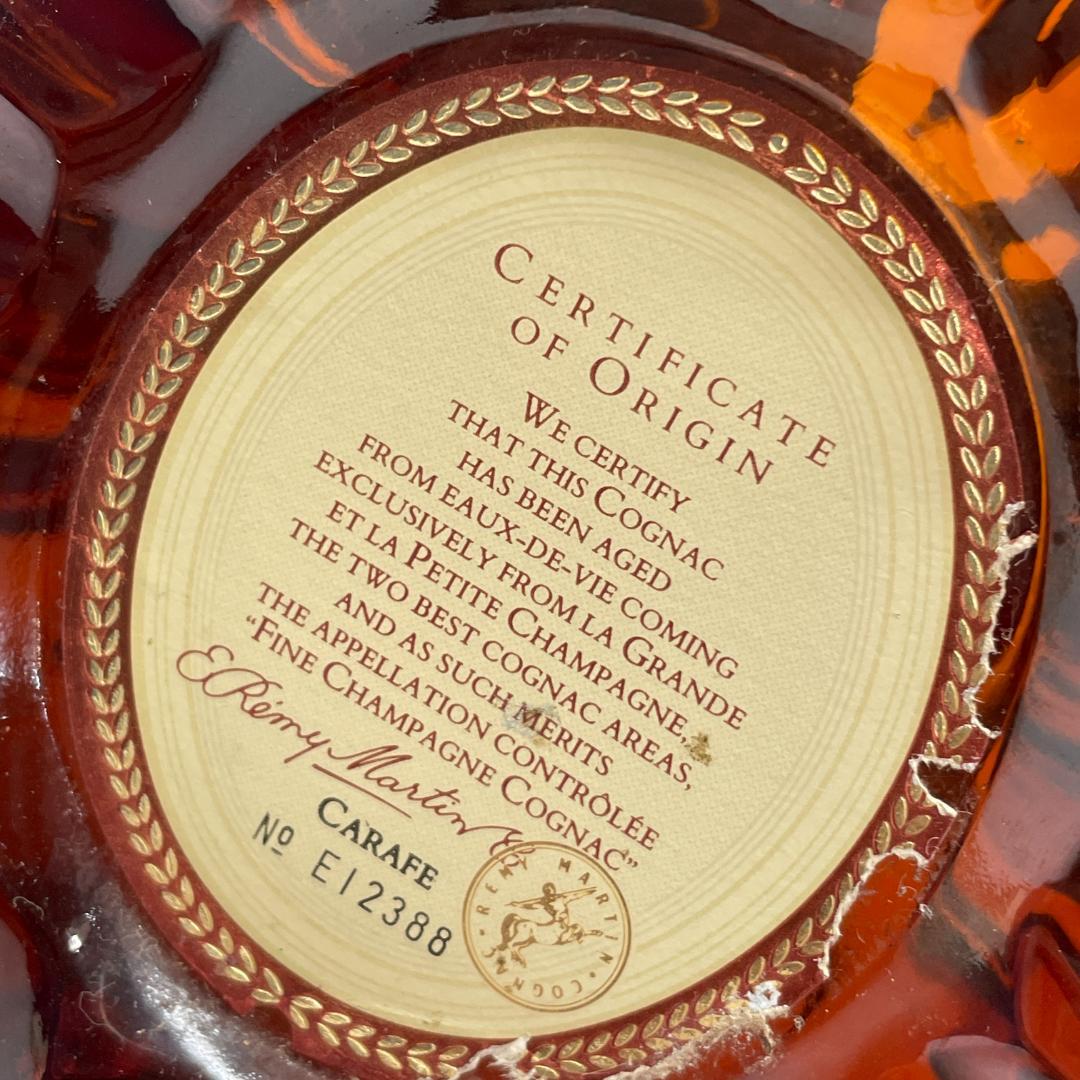 CERTIFICATE
OF ORIGIN
WE CERTIFY
THAT THIS COGNAC
HAS BEEN AGED
FROM EAUX-DE-VIE COMING
EXCLUSIVELY FROM LA GRANDE
ET LA PETITE CHAMPAGNE,
THE TWO BEST COGNAC AREAS,
AND AS SUCH MERITS
THE APPELLATION CONTRÔLÉE
“FINE CHAMPAGNE COGNAC”
E. Rémy Martin & Co
CARAFE
Nº E12388
REMY MARTIN • COGNAC •